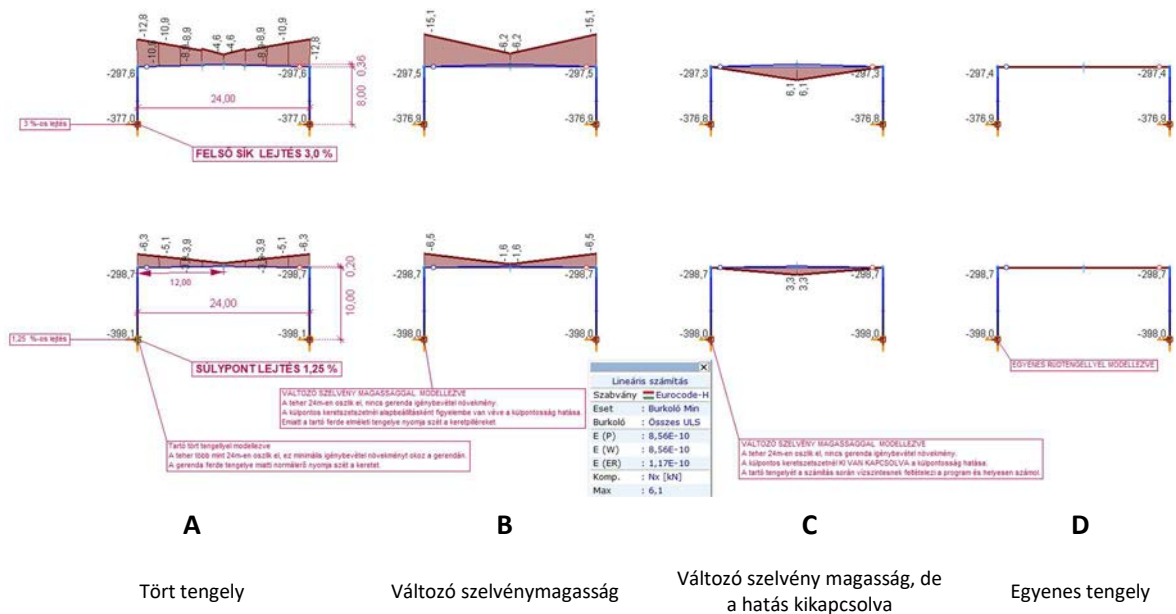 -12,8 -10,9 -8,9 -4,6 -4,6 -8,9 -10,9 -12,8
-10,9 -8,9 -8,9 -10,9 -12,8
-297,6 -297,6 0,36
24,00 8,00
-377,0 -377,0
3 %-os lejtés
FELSŐ SÍK LEJTÉS 3,0 %
-15,1 -6,2 -6,2 -15,1
-297,5 -297,5
-376,9 -376,9
-297,3 -297,3
6,1 6,1
-376,8 -376,8
-297,4 -297,4
-376,9 -376,9
-6,3 -5,1 -3,9 -3,9 -5,1 -6,3
-298,7 -298,7 0,20
12,00
24,00 10,00
-398,1 -398,1
1,25 %-os lejtés
SÚLYPONT LEJTÉS 1,25 %
-6,5 -1,6 -1,6 -6,5
-298,7 -298,7
-398,0 -398,0
-298,7 -298,7
3,3 3,3
-398,0 -398,0
-298,7 -298,7
-398,0 -398,0
EGYENES RÚDTENGELLYEL MODELLEZVE
VÁLTOZÓ SZELVÉNY MAGASSÁGGAL MODELLEZVE
A teher 24m-en oszlik el, nincs gerenda igénybevétel növekmény.
A külpontos keretszetszetnél alapbeállításként figyelembe van véve a külpontosság hatása.
Emiatt a tartó ferde elméleti tengelye nyomja szét a keretpilléreket.
Lineáris számítás
Szabvány Eurocode-H
Eset : Burkoló Min
Burkoló : Összes ULS
E (P) : 8,56E-10
E (W) : 8,56E-10
E (ER) : 1,17E-10
Komp. : Nx [kN]
Max : 6,1
Tartó tört tengellyel modellezve
A teher több mint 24m-en oszlik el, ez minimális igénybevétel növekményt okoz a gerendán.
A gerenda ferde tengelye miatti normálerő nyomja szét a keretet.
VÁLTOZÓ SZELVÉNY MAGASSÁGGAL MODELLEZVE
A teher 24m-en oszlik el, nincs gerenda igénybevétel növekmény.
A külpontos keretszetszetnél KI VAN KAPCSOLVA a külpontosság hatása.
A tartó tengelyét a számítás során vízszintesnek feltételezi a program és helyesen számol.
A B C D
Tört tengely
Változó szelvénymagasság
Változó szelvény magasság, de
a hatás kikapcsolva
Egyenes tengely